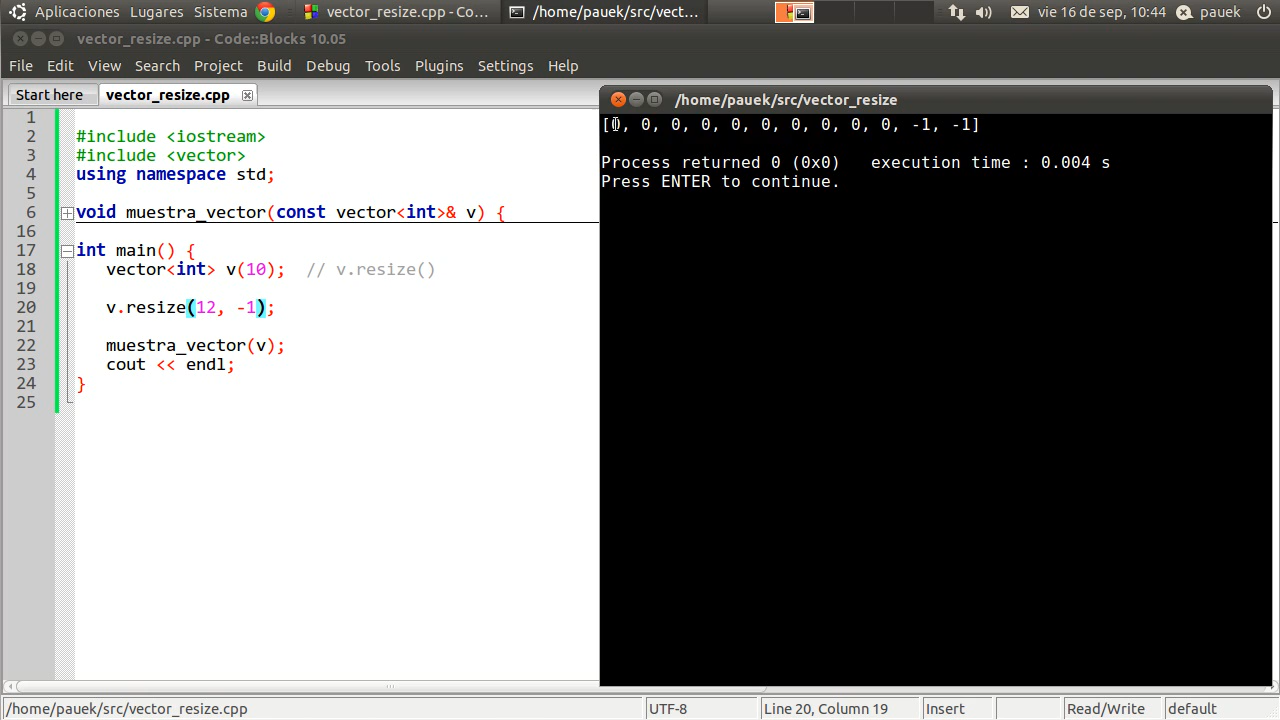 Aplicaciones Lugares Sistema vector_resize.cpp - Co... /home/pauek/src/vect... vie 16 de sep, 10:44 pauek
vector_resize.cpp - Code::Blocks 10.05
File Edit View Search Project Build Debug Tools Plugins Settings Help
Start here vector_resize.cpp
/home/pauek/src/vector_resize
1
2 #include <iostream>
3 #include <vector>
4 using namespace std;
5
6 void muestra_vector(const vector<int>& v) {
16
17 int main() {
18 vector<int> v(10); // v.resize()
19
20 v.resize(12, -1);
21
22 muestra_vector(v);
23 cout << endl;
24 }
25
[0, 0, 0, 0, 0, 0, 0, 0, 0, 0, -1, -1]
Process returned 0 (0x0) execution time : 0.004 s
Press ENTER to continue.
/home/pauek/src/vector_resize.cpp UTF-8 Line 20, Column 19 Insert Read/Write default